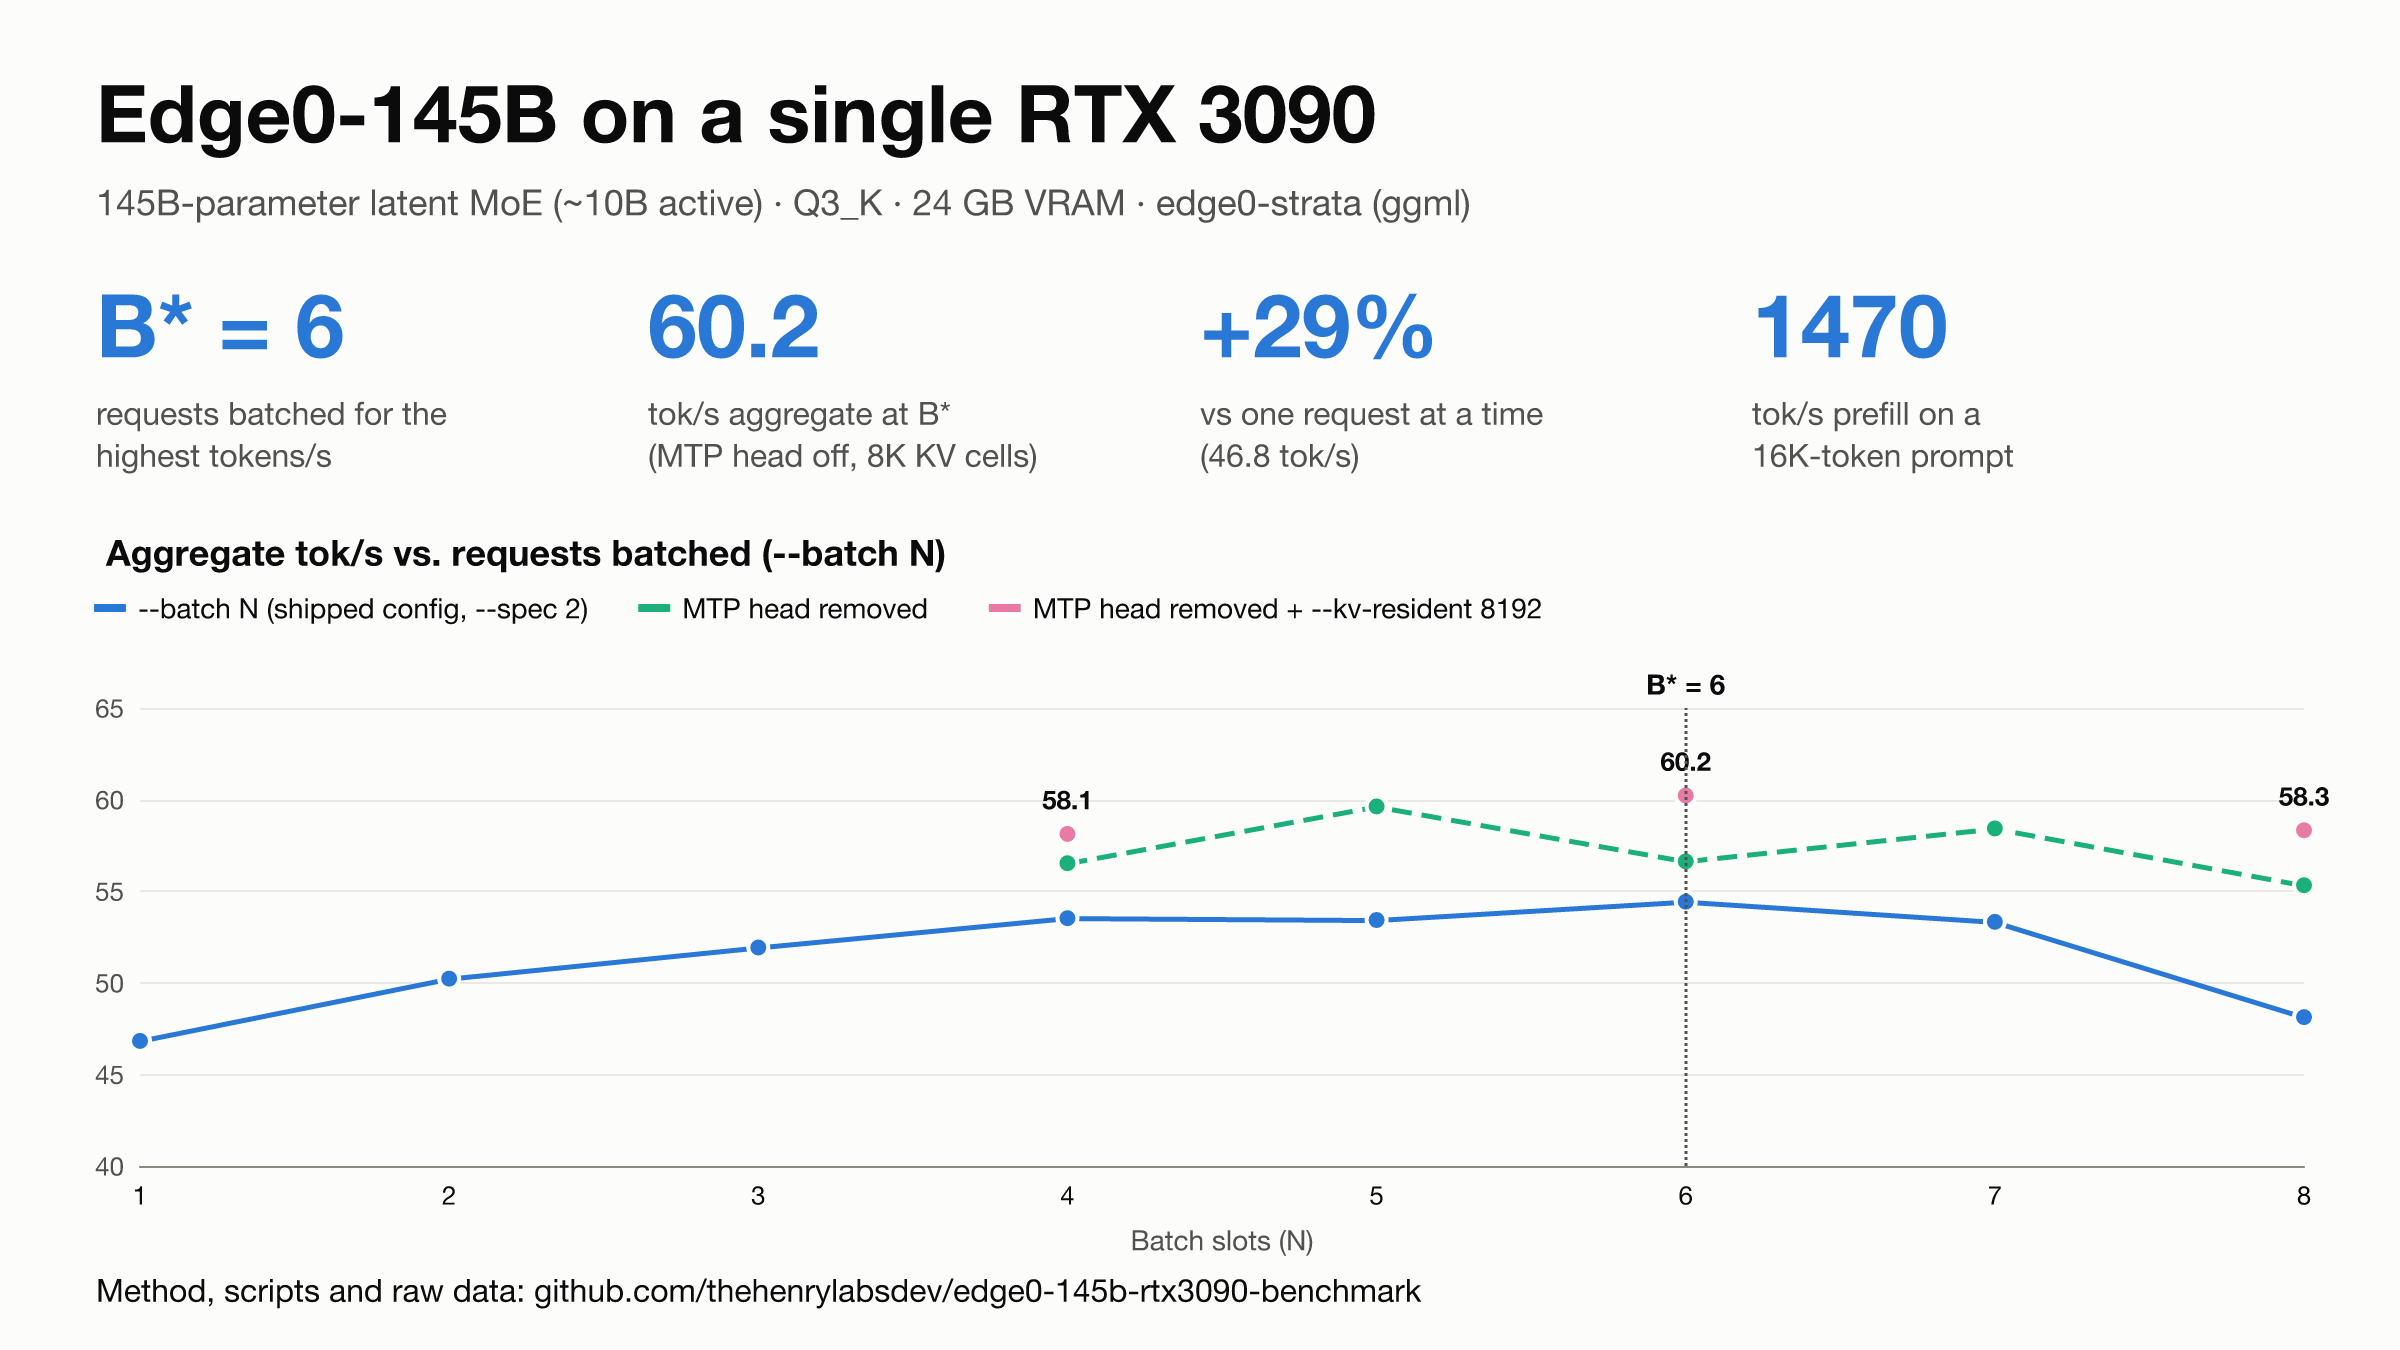 Edge0-145B on a single RTX 3090
145B-parameter latent MoE (~10B active) · Q3_K · 24 GB VRAM · edge0-strata (ggml)
B* = 6
requests batched for the
highest tokens/s
60.2
tok/s aggregate at B*
(MTP head off, 8K KV cells)
+29%
vs one request at a time
(46.8 tok/s)
1470
tok/s prefill on a
16K-token prompt
Aggregate tok/s vs. requests batched (--batch N)
--batch N (shipped config, --spec 2)
MTP head removed
MTP head removed + --kv-resident 8192
B* = 6
65
60.2
60
58.1
58.3
55
50
45
40
1 2 3 4 5 6 7 8
Batch slots (N)
Method, scripts and raw data: github.com/thehenrylabsdev/edge0-145b-rtx3090-benchmark